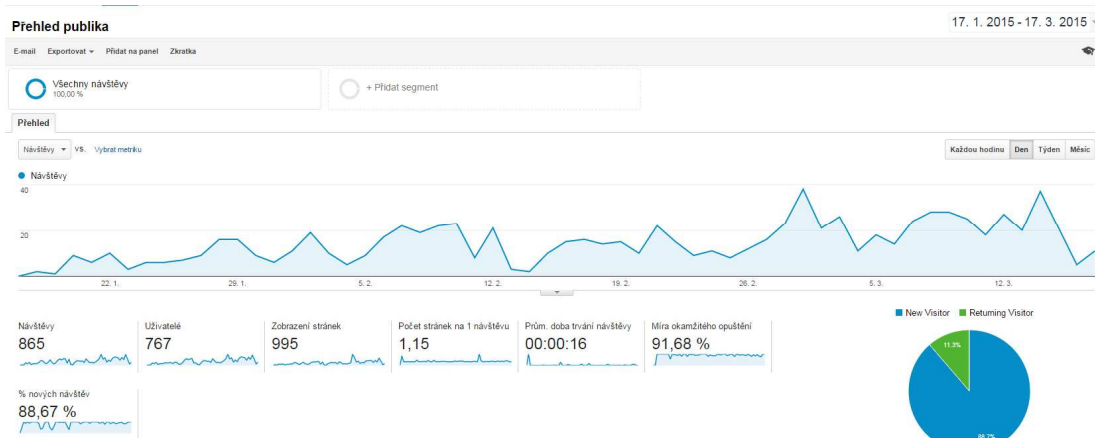 Přehled publika
17. 1. 2015 - 17. 3. 2015
E-mail Exportovat Přidat na panel Zkratka
Všechny návštěvy
100,00 %
+ Přidat segment
Přehled
Návštěvy VS. Vybrat metriku
Každou hodinu Den Týden Měsíc
Návštěvy
40
20
22. 1. 29. 1. 5. 2. 12. 2. 19. 2. 26. 2. 5. 3. 12. 3.
New Visitor Returning Visitor
Návštěvy Uživatelé Zobrazení stránek Počet stránek na 1 návštěvu Prům. doba trvání návštěvy Míra okamžitého opuštění
865 767 995 1,15 00:00:16 91,68 %
11.3%
% nových návštěv
88,67 %
88.7%